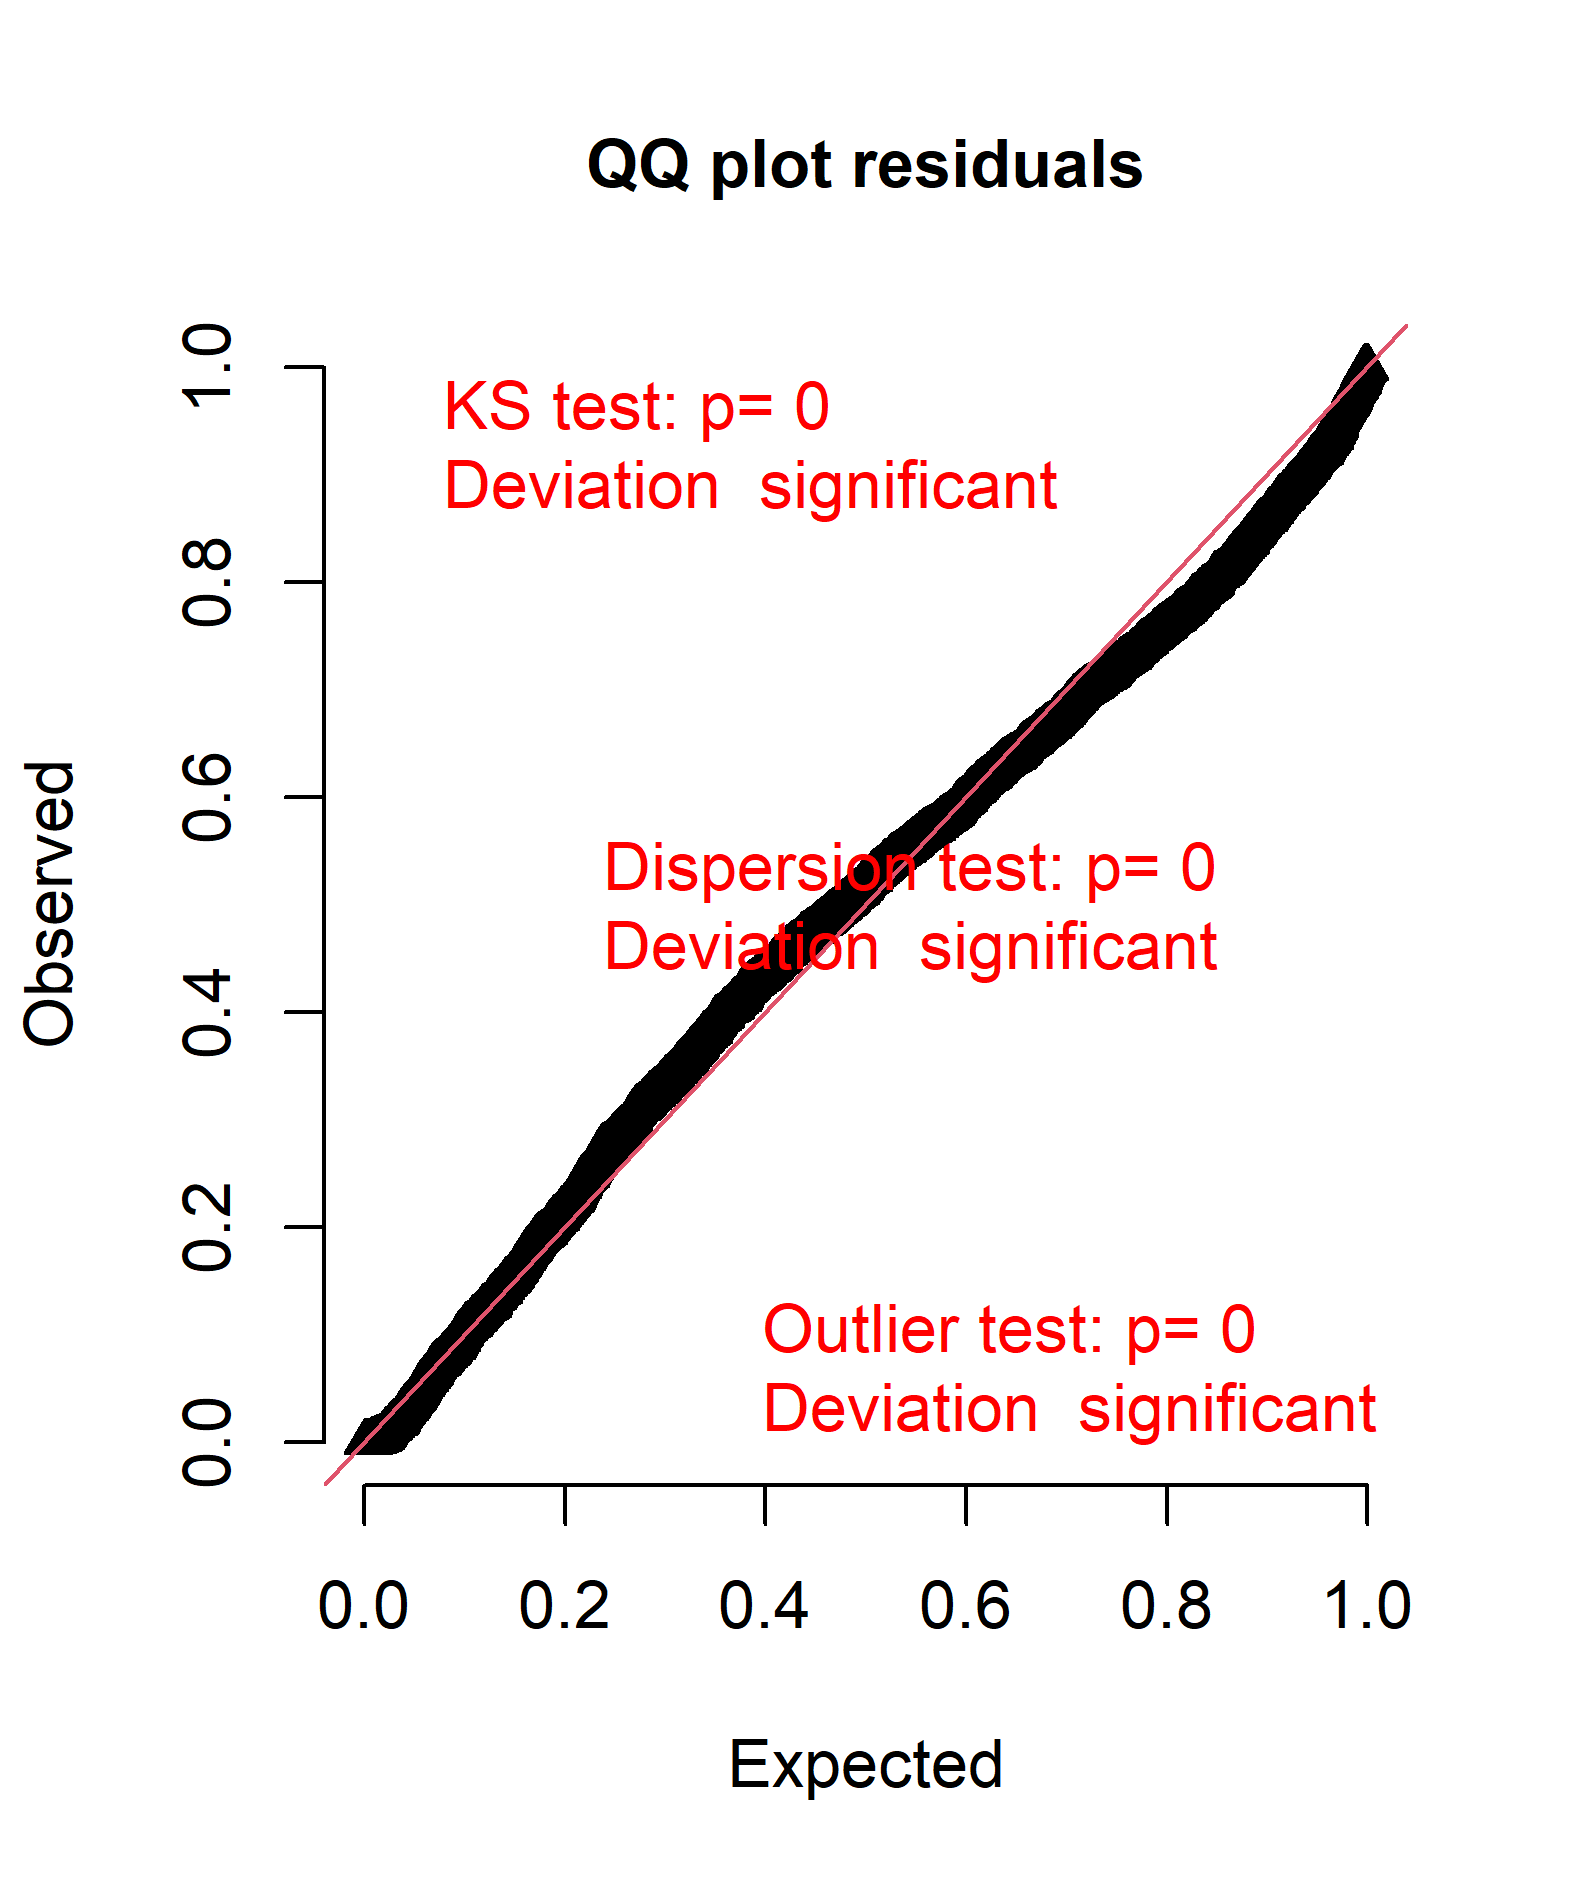 QQ plot residuals
KS test: p= 0
Deviation  significant
Dispersion test: p= 0
Deviation  significant
Outlier test: p= 0
Deviation  significant
Observed
0.0 0.2 0.4 0.6 0.8 1.0
0.0 0.2 0.4 0.6 0.8 1.0
Expected